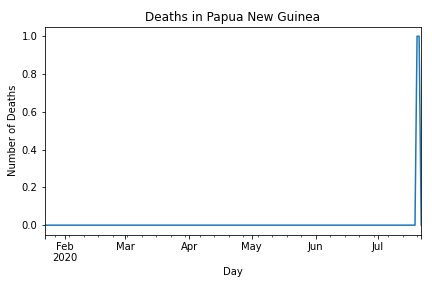 Deaths in Papua New Guinea
Number of Deaths
1.0
0.8
0.6
0.4
0.2
0.0
Feb Mar Apr May Jun Jul
2020
Day